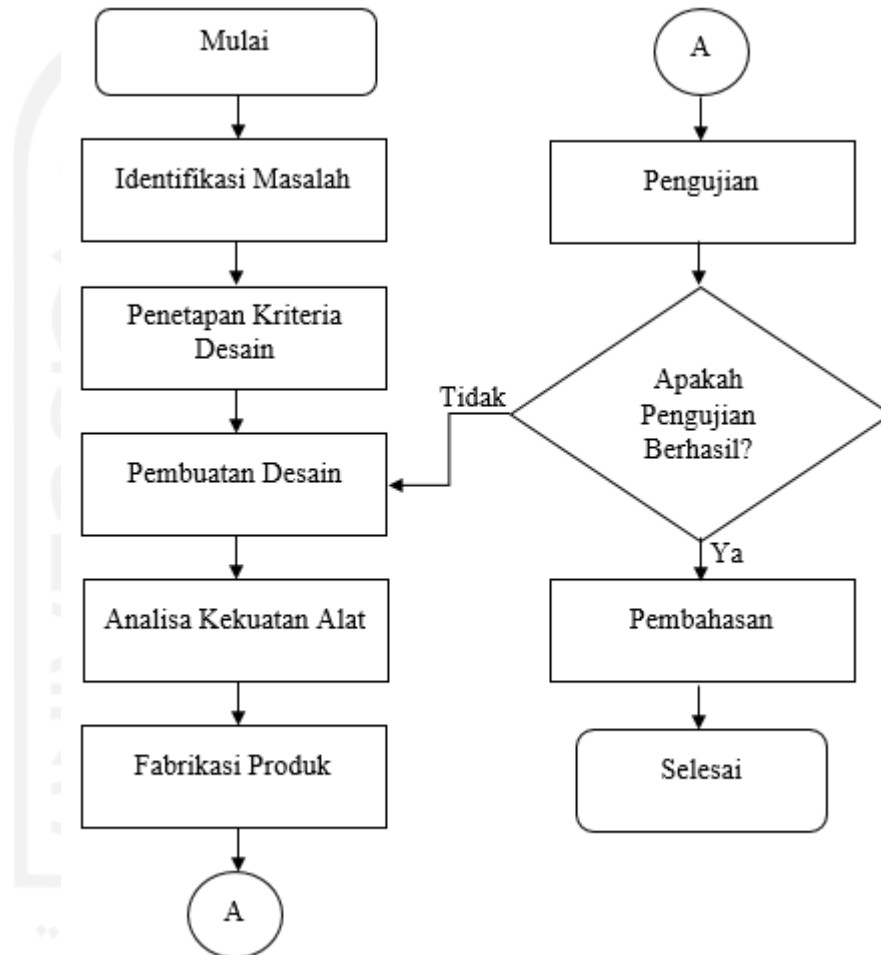 Mulai
Identifikasi Masalah
Penetapan Kriteria
Desain
Pembuatan Desain
Analisa Kekuatan Alat
Fabrikasi Produk
A
A
Pengujian
Apakah
Pengujian
Berhasil?
Tidak
Ya
Pembahasan
Selesai